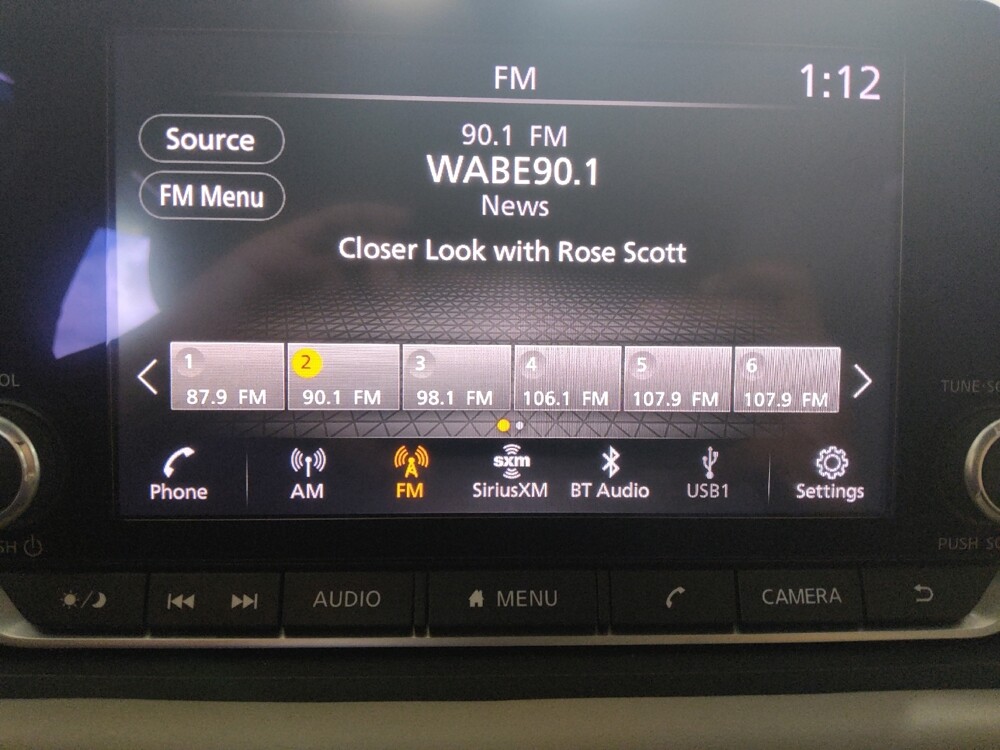 FM
1:12
Source
90.1 FM
WABE90.1
FM Menu
News
Closer Look with Rose Scott
1 2 3 4 5 6
87.9 FM 90.1 FM 98.1 FM 106.1 FM 107.9 FM 107.9 FM
sxm
Phone AM FM SiriusXM BT Audio USB1 Settings
AUDIO MENU CAMERA